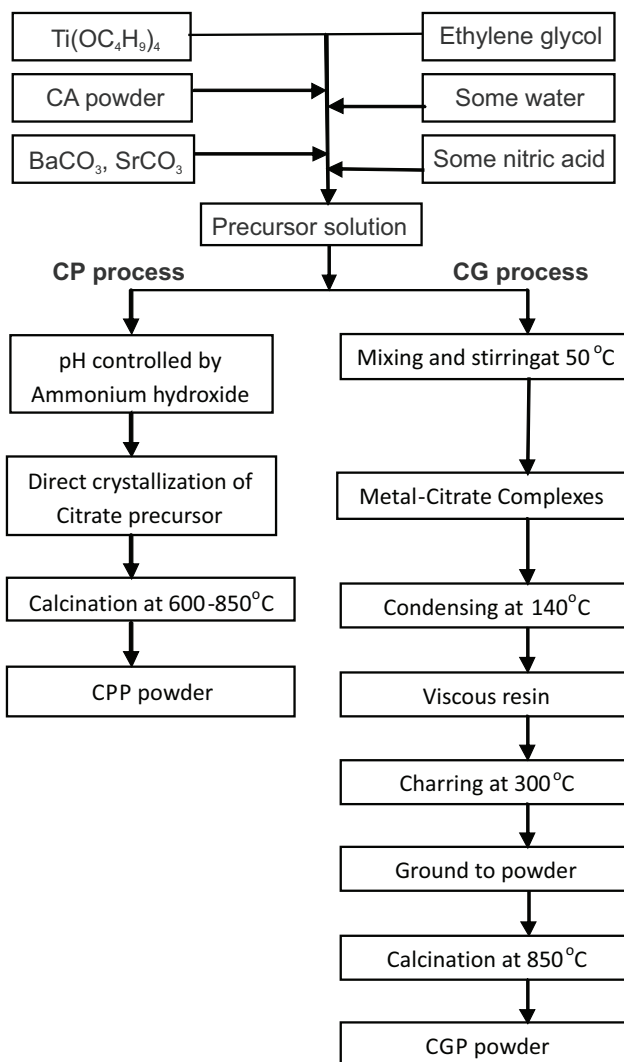 Ti(OC₄H₉)₄
Ethylene glycol
CA powder
Some water
BaCO₃, SrCO₃
Some nitric acid
Precursor solution
CP process
CG process
pH controlled by
Ammonium hydroxide
Direct crystallization of
Citrate precursor
Calcination at 600-850°C
CPP powder
Mixing and stirringat 50°C
Metal-Citrate Complexes
Condensing at 140°C
Viscous resin
Charring at 300°C
Ground to powder
Calcination at 850°C
CGP powder